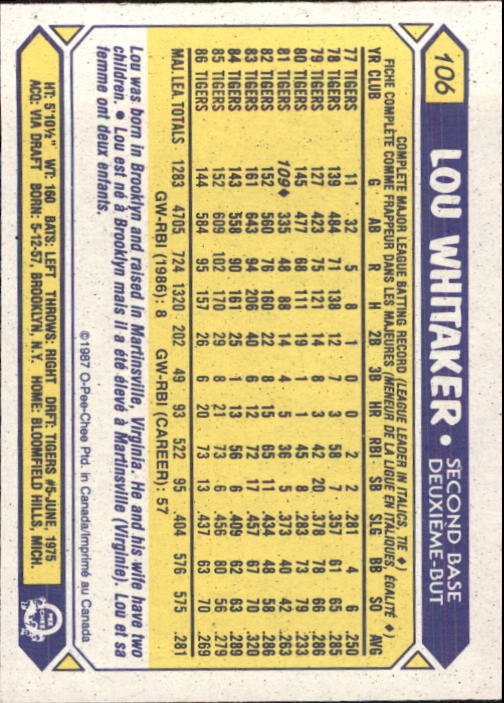 106
LOU WHITAKER • SECOND BASE
DEUXIÈME-BUT
COMPLETE MAJOR LEAGUE BATTING RECORD (LEAGUE LEADER IN ITALICS, TIE ♦)
FICHE COMPLÈTE COMME FRAPPEUR DANS LES MAJEURES (MENEUR DE LA LIGUE EN ITALIQUES, ÉGALITÉ ♦)
YR CLUB G AB R H 2B 3B HR RBI SB SLG BB SO AVG
77 TIGERS 11 32 5 8 1 0 0 2 2 .281 4 6 .250
78 TIGERS 139 484 71 138 12 7 3 58 7 .357 61 65 .285
79 TIGERS 127 423 75 121 14 8 3 42 20 .378 78 66 .286
80 TIGERS 145 477 68 111 19 1 1 45 8 .283 73 79 .233
81 TIGERS 109♦ 335 48 88 14 4 5 36 5 .373 40 42 .263
82 TIGERS 152 560 76 160 22 8 15 65 11 .434 48 58 .286
83 TIGERS 161 643 94 206 40 6 12 72 17 .457 67 70 .320
84 TIGERS 143 558 90 161 25 1 13 56 6 .409 62 63 .289
85 TIGERS 152 609 102 170 29 8 21 73 6 .456 80 56 .279
86 TIGERS 144 584 95 157 26 6 20 73 13 .437 63 70 .269
MAJ. LEA. TOTALS 1283 4705 724 1320 202 49 93 522 95 .404 576 575 .281
GW-RBI (1986): 8 GW-RBI (CAREER): 57
Lou was born in Brooklyn and raised in Martinsville, Virginia. He and his wife have two
children. • Lou est né à Brooklyn mais il a été élevé à Martinsville (Virginie). Lou et sa
femme ont deux enfants.
©1987 O-Pee-Chee Ptd. in Canada/Imprimé au Canada
HT: 5'10½" WT: 160 BATS: LEFT THROWS: RIGHT DRFT: TIGERS #5-JUNE, 1975
ACQ: VIA DRAFT BORN: 5-12-57, BROOKLYN, N.Y. HOME: BLOOMFIELD HILLS, MICH.
O
PEE
CHEE